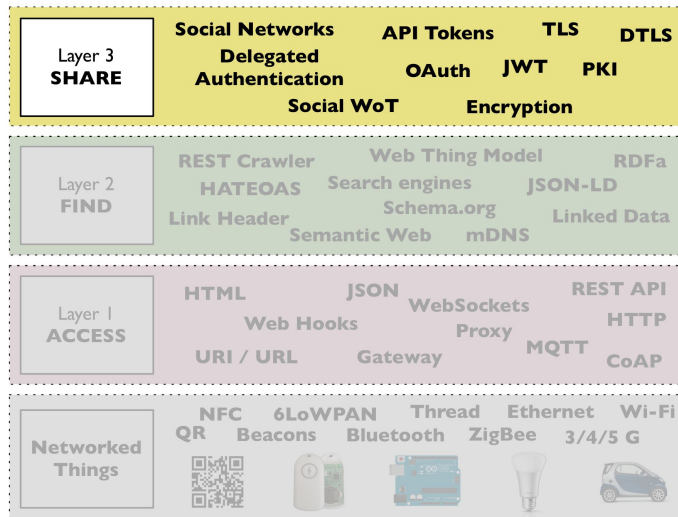 Layer 3
SHARE
Social Networks
API Tokens
TLS
DTLS
Delegated
Authentication
OAuth
JWT
PKI
Social WoT
Encryption
Layer 2
FIND
REST Crawler
Web Thing Model
RDFa
HATEOAS
Search engines
JSON-LD
Link Header
Schema.org
Linked Data
Semantic Web
mDNS
Layer 1
ACCESS
HTML
JSON
WebSockets
REST API
Web Hooks
Proxy
HTTP
URI / URL
Gateway
MQTT
CoAP
Networked
Things
NFC
6LoWPAN
Thread
Ethernet
Wi-Fi
QR
Beacons
Bluetooth
ZigBee
3/4/5 G